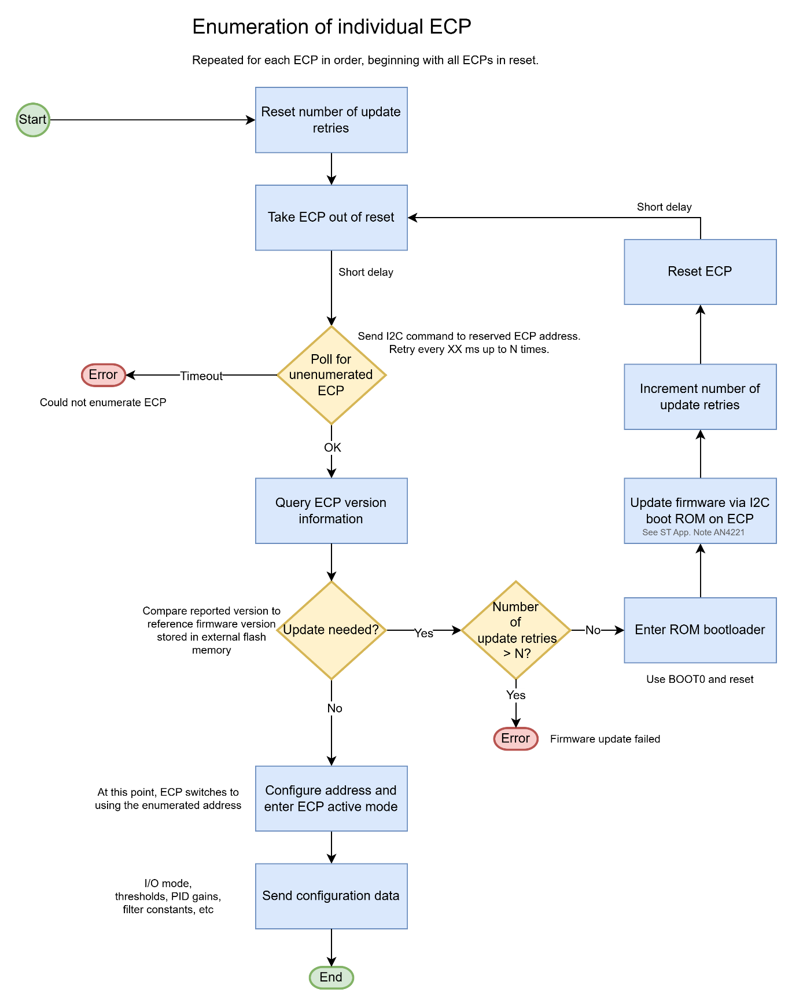 Enumeration of individual ECP
Repeated for each ECP in order, beginning with all ECPs in reset.
Start
Reset number of update
retries
Take ECP out of reset
Short delay
Short delay
Reset ECP
Send I2C command to reserved ECP address.
Retry every XX ms up to N times.
Poll for
unenumerated
ECP
Timeout
Error
Could not enumerate ECP
Increment number of
update retries
OK
Query ECP version
information
Update firmware via I2C
boot ROM on ECP
See ST App. Note AN4221
Compare reported version to
reference firmware version
stored in external flash
memory
Update needed?
Yes
Number
of
update retries
> N?
No
Enter ROM bootloader
Use BOOT0 and reset
Yes
Error
Firmware update failed
No
At this point, ECP switches to
using the enumerated address
Configure address and
enter ECP active mode
I/O mode,
thresholds, PID gains,
filter constants, etc
Send configuration data
End